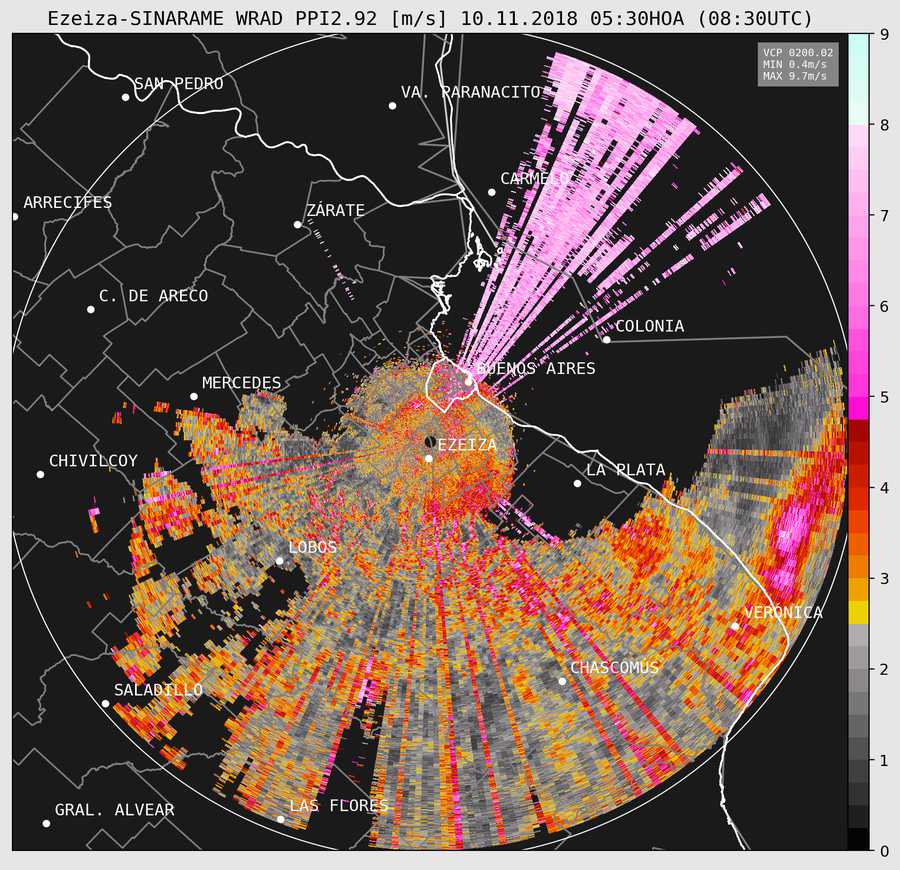 Ezeiza-SINARAME WRAD PPI2.92 [m/s] 10.11.2018 05:30HOA (08:30UTC)
VCP 0200.02
MIN 0.4m/s
MAX 9.7m/s
SAN PEDRO
VA. PARANACITO
CARMELO
ARRECIFES
ZÁRATE
C. DE ARECO
COLONIA
BUENOS AIRES
MERCEDES
EZEIZA
CHIVILCOY
LA PLATA
LOBOS
VERÓNICA
CHASCOMUS
SALADILLO
LAS FLORES
GRAL. ALVEAR
9
8
7
6
5
4
3
2
1
0